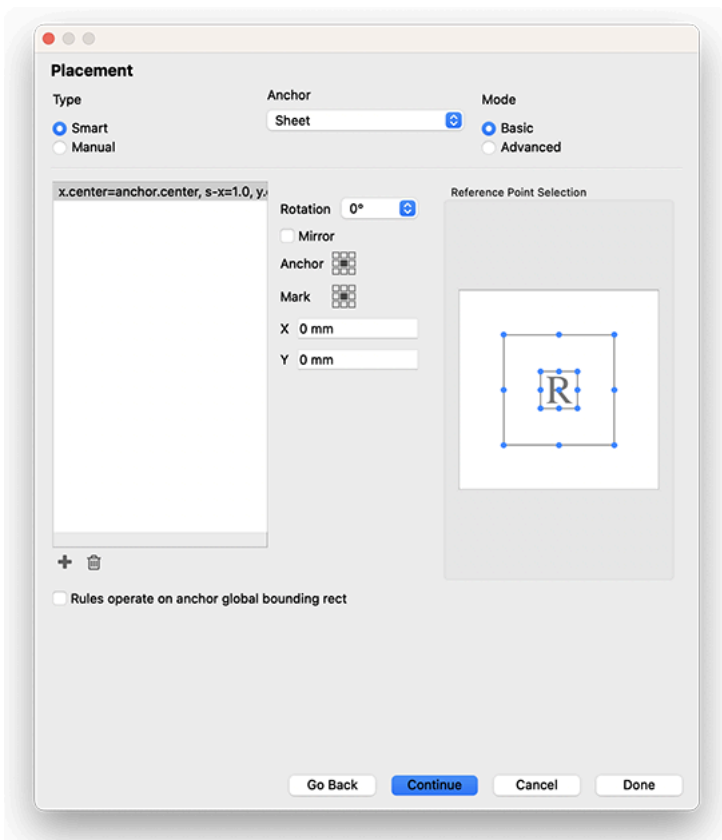 Placement
Type
Anchor
Mode
Smart
Sheet
Basic
Manual
Advanced
x.center=anchor.center, s-x=1.0, y.
Reference Point Selection
Rotation 0°
Mirror
Anchor
Mark
X 0 mm
Y 0 mm
R
Rules operate on anchor global bounding rect
Go Back
Continue
Cancel
Done